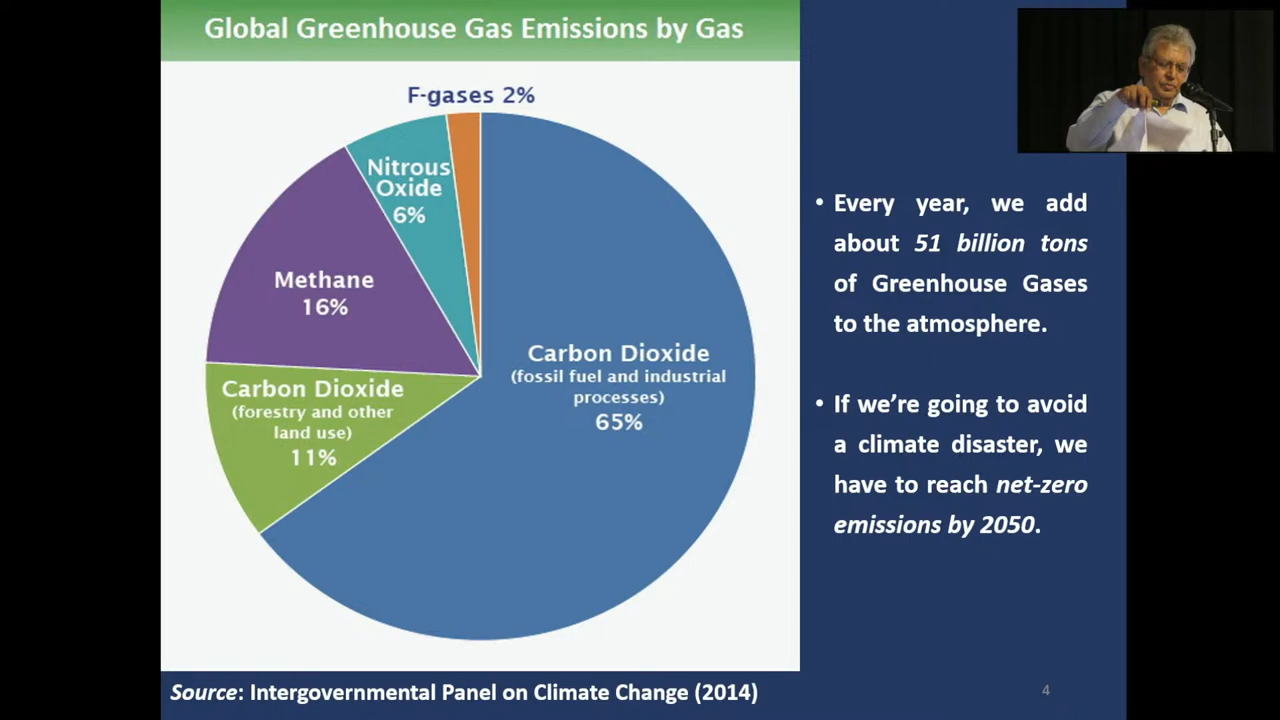 Global Greenhouse Gas Emissions by Gas
F-gases 2%
Nitrous
Oxide
6%
Methane
16%
Carbon Dioxide
(fossil fuel and industrial
processes)
65%
Carbon Dioxide
(forestry and other
land use)
11%
• Every year, we add
about 51 billion tons
of Greenhouse Gases
to the atmosphere.
• If we’re going to avoid
a climate disaster, we
have to reach net-zero
emissions by 2050.
Source: Intergovernmental Panel on Climate Change (2014)
4